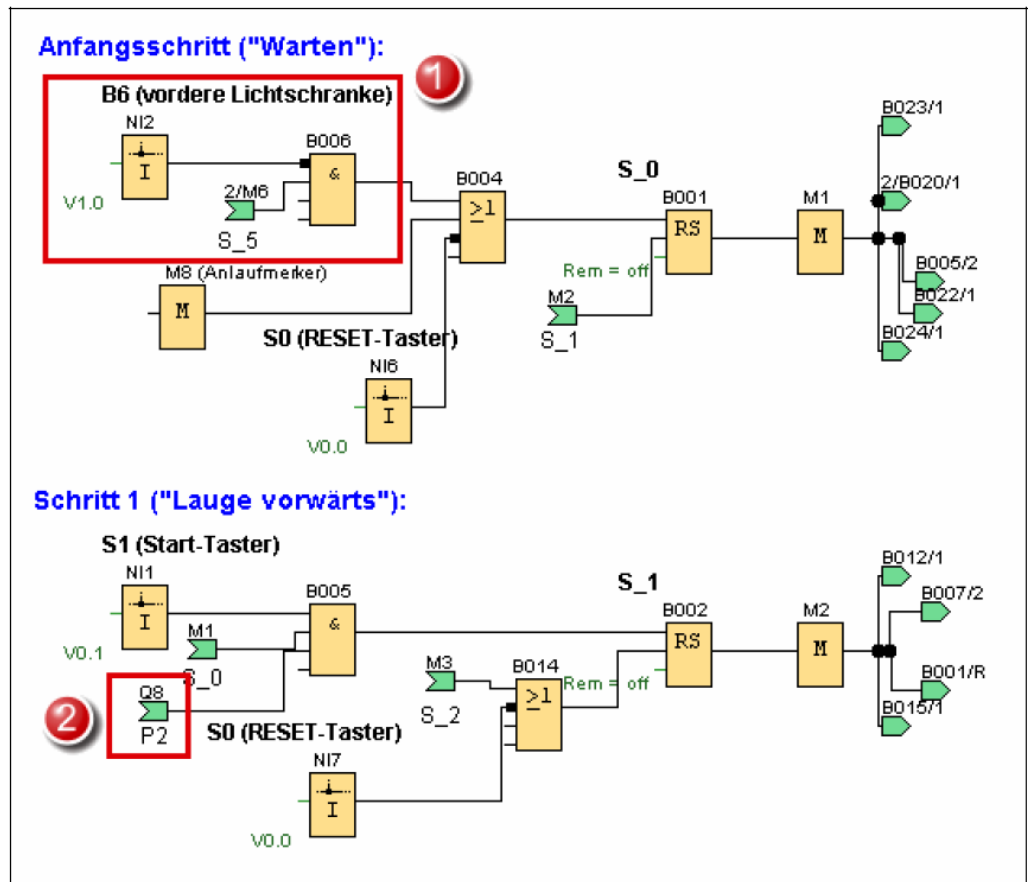 Anfangsschritt ("Warten"):
1
B6 (vordere Lichtschranke)
NI2
I
V1.0
B006
&
2/M6
S_5
B004
>1
S_0
B001
RS
Rem = off
M1
M
B023/1
2/B020/1
B005/2
B022/1
B024/1
M8 (Anlaufmerker)
M
M2
S_1
S0 (RESET-Taster)
NI6
I
V0.0
Schritt 1 ("Lauge vorwärts"):
S1 (Start-Taster)
NI1
I
V0.1
B005
&
M1
S_0
S_1
B002
RS
Rem = off
M2
M
B012/1
B007/2
B001/R
B015/1
M3
S_2
B014
>1
2
Q8
P2
S0 (RESET-Taster)
NI7
I
V0.0